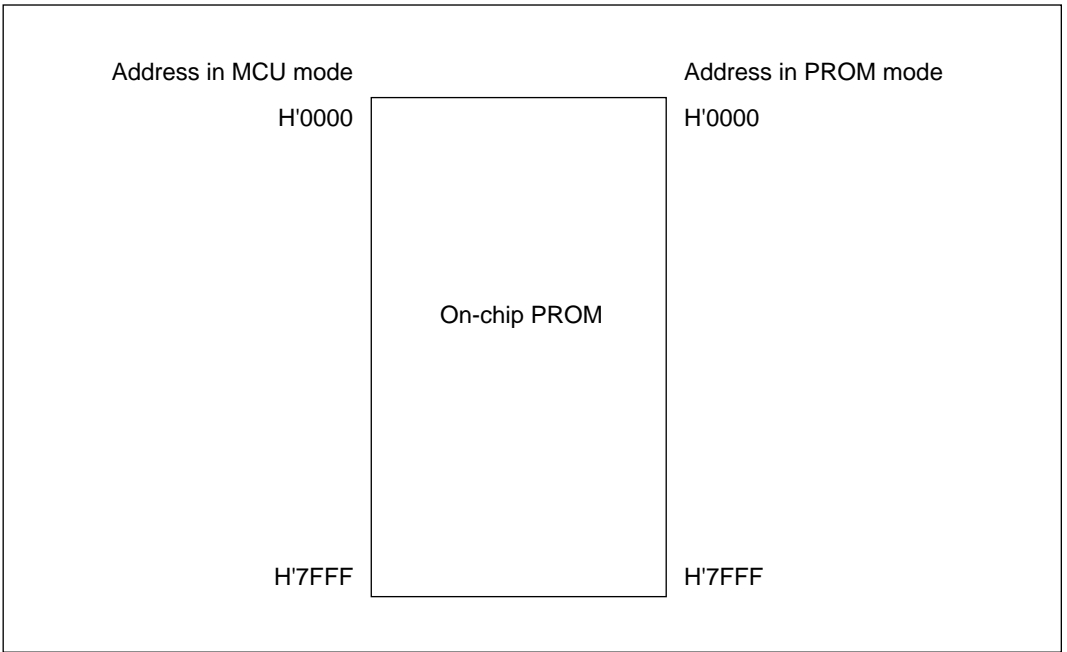 Address in MCU mode
Address in PROM mode
H'0000
H'0000
On-chip PROM
H'7FFF
H'7FFF